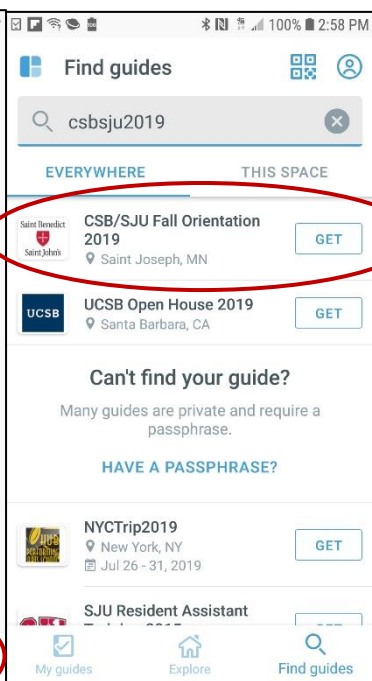 100% 2:58 PM
Find guides
csbsju2019
EVERYWHERE THIS SPACE
Saint Benedict
Saint John's
CSB/SJU Fall Orientation
2019
Saint Joseph, MN
GET
UCSB
UCSB Open House 2019
Santa Barbara, CA
GET
Can't find your guide?
Many guides are private and require a
passphrase.
HAVE A PASSPHRASE?
HUB
NYCTrip2019
New York, NY
Jul 26 - 31, 2019
GET
SJU Resident Assistant
My guides Explore Find guides